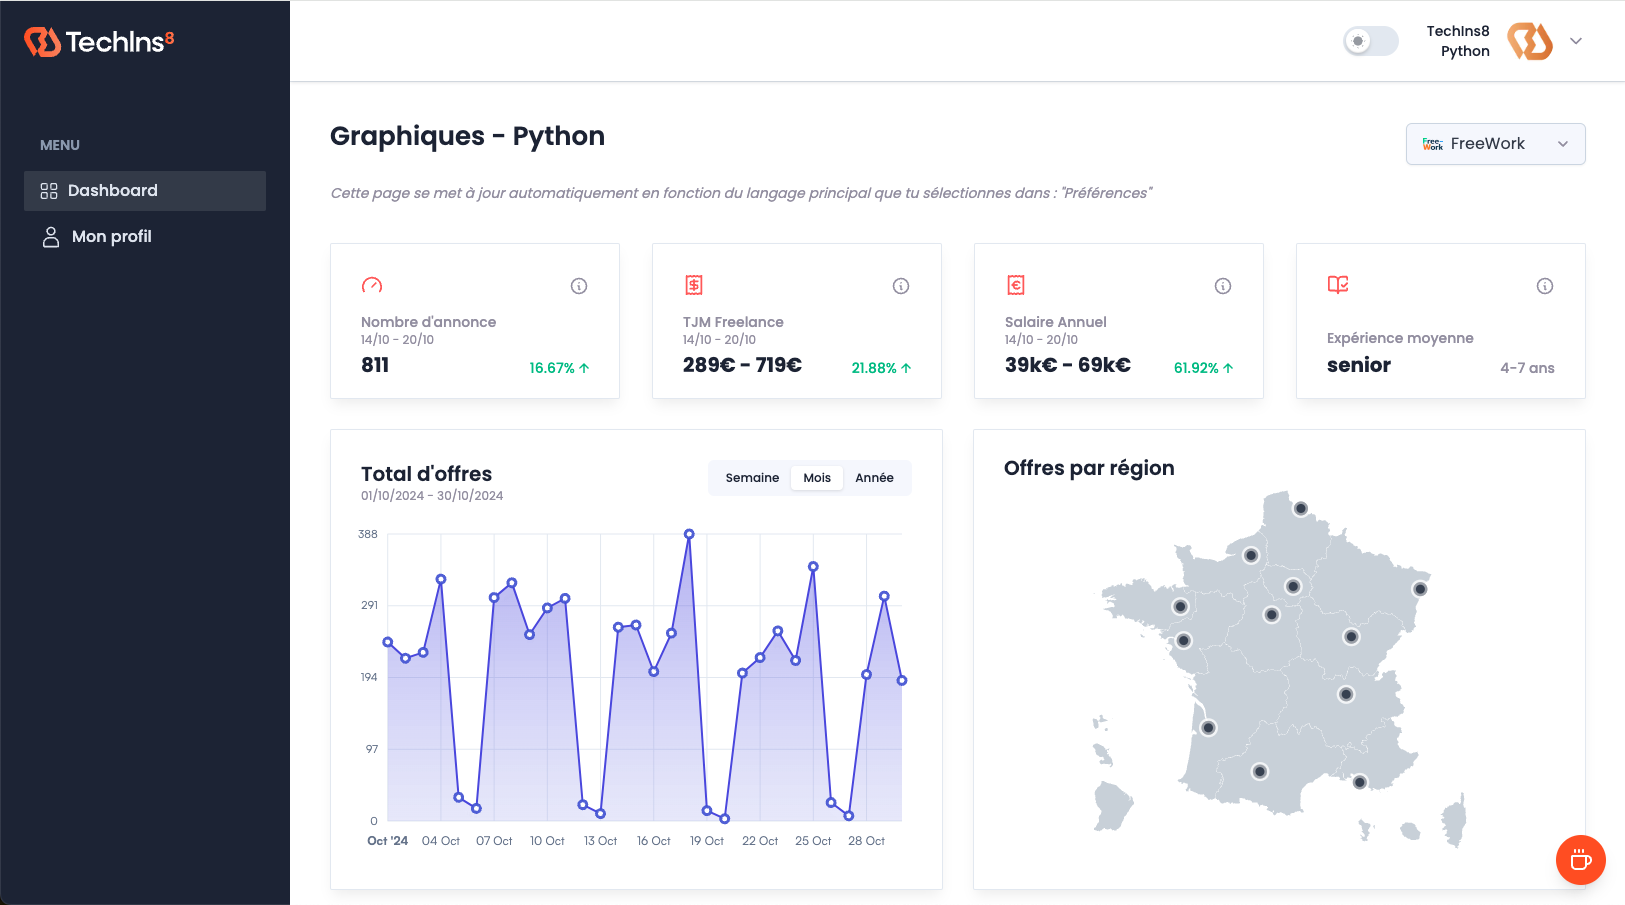 TechIns8
TechIns8
Python
MENU
Dashboard
Mon profil
Graphiques - Python
Free-Work FreeWork
Cette page se met à jour automatiquement en fonction du langage principal que tu sélectionnes dans : "Préférences"
Nombre d'annonce
14/10 - 20/10
811 16.67% ↑
TJM Freelance
14/10 - 20/10
289€ - 719€ 21.88% ↑
Salaire Annuel
14/10 - 20/10
39k€ - 69k€ 61.92% ↑
Expérience moyenne
senior 4-7 ans
Total d'offres
01/10/2024 - 30/10/2024
Semaine Mois Année
388
291
194
97
0
Oct '24 04 Oct 07 Oct 10 Oct 13 Oct 16 Oct 19 Oct 22 Oct 25 Oct 28 Oct
Offres par région